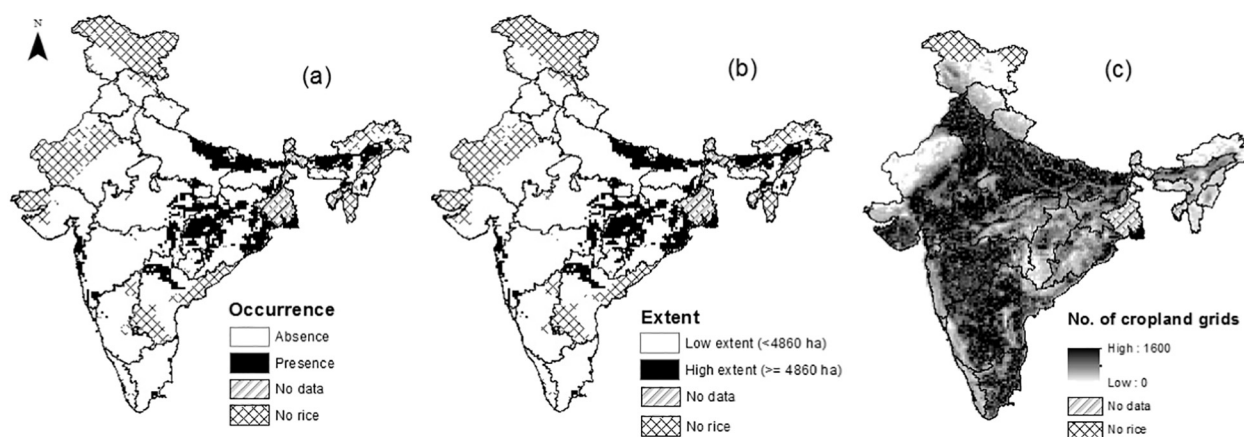 N
(a)
Occurrence
Absence
Presence
No data
No rice
(b)
Extent
Low extent (<4860 ha)
High extent (>= 4860 ha)
No data
No rice
(c)
No. of cropland grids
High : 1600
Low : 0
No data
No rice